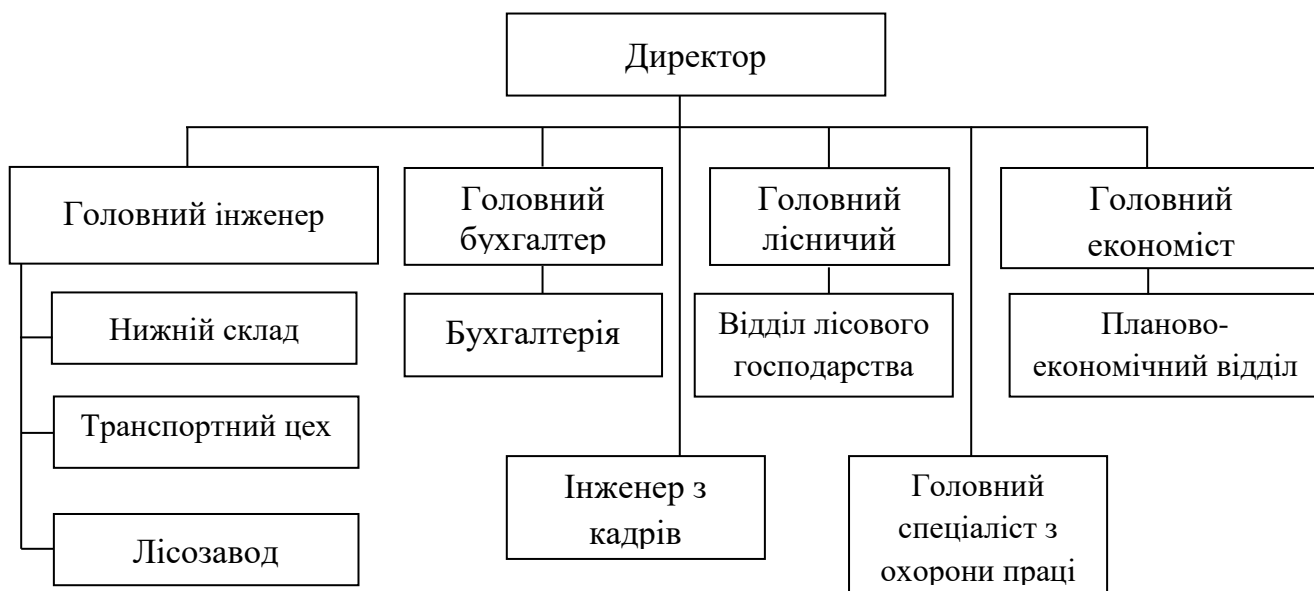 Директор
Головний інженер
Головний
бухгалтер
Головний
лісничий
Головний
економіст
Нижній склад
Бухгалтерія
Відділ лісового
господарства
Планово-
економічний відділ
Транспортний цех
Лісозавод
Інженер з
кадрів
Головний
спеціаліст з
охорони праці